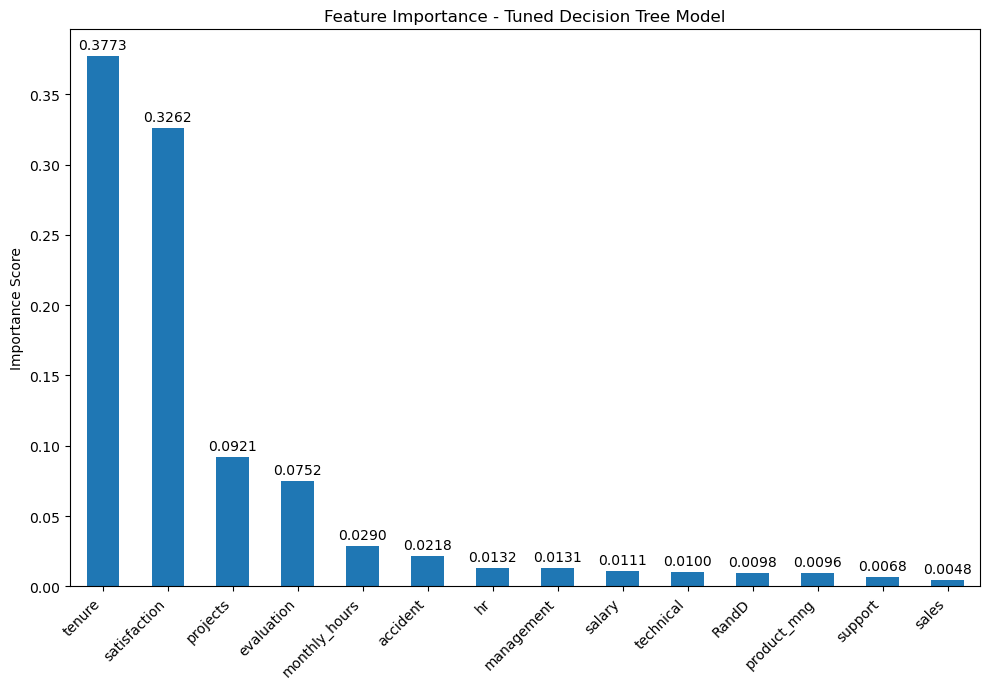 Feature Importance - Tuned Decision Tree Model
Importance Score
0.35
0.30
0.25
0.20
0.15
0.10
0.05
0.00
0.3773
0.3262
0.0921
0.0752
0.0290
0.0218
0.0132
0.0131
0.0111
0.0100
0.0098
0.0096
0.0068
0.0048
tenure
satisfaction
projects
evaluation
monthly_hours
accident
hr
management
salary
technical
RandD
product_mng
support
sales